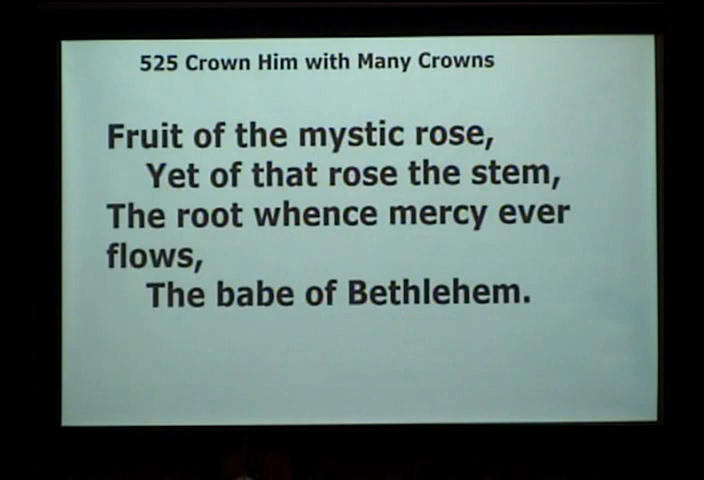 525 Crown Him with Many Crowns
Fruit of the mystic rose,
Yet of that rose the stem,
The root whence mercy ever
flows,
The babe of Bethlehem.